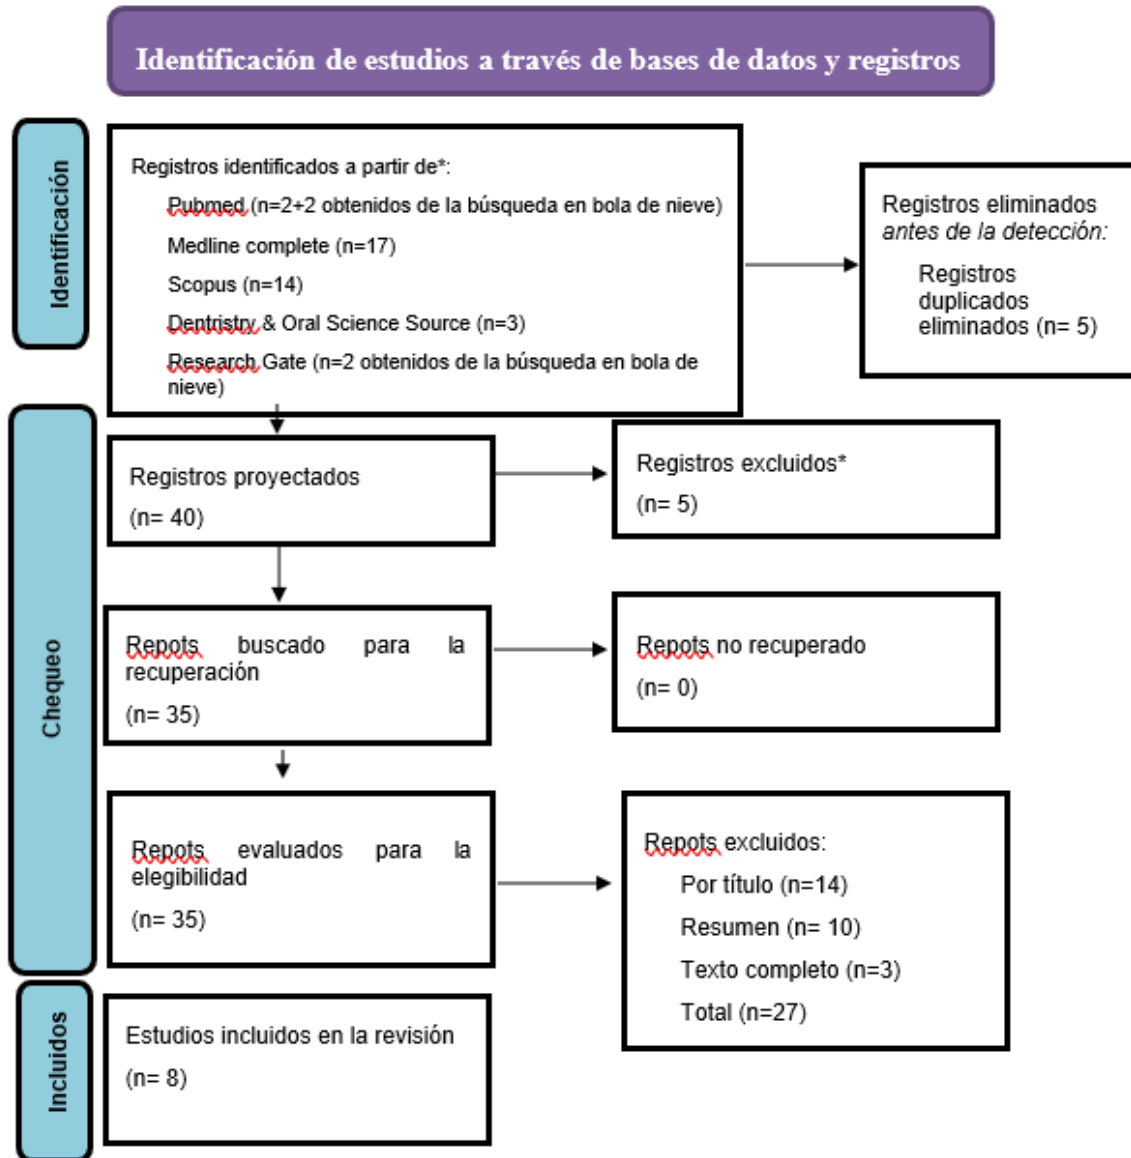 Identificación de estudios a través de bases de datos y registros
Identificación
Registros identificados a partir de*:
Pubmed (n=2+2 obtenidos de la búsqueda en bola de nieve)
Medline complete (n=17)
Scopus (n=14)
Dentristry & Oral Science Source (n=3)
Research Gate (n=2 obtenidos de la búsqueda en bola de
nieve)
Registros eliminados
antes de la detección:
Registros
duplicados
eliminados (n= 5)
Chequeo
Registros proyectados
(n= 40)
Registros excluidos*
(n= 5)
Repots buscado para la
recuperación
(n= 35)
Repots no recuperado
(n= 0)
Repots evaluados para la
elegibilidad
(n= 35)
Repots excluidos:
Por título (n=14)
Resumen (n= 10)
Texto completo (n=3)
Total (n=27)
Incluidos
Estudios incluidos en la revisión
(n= 8)